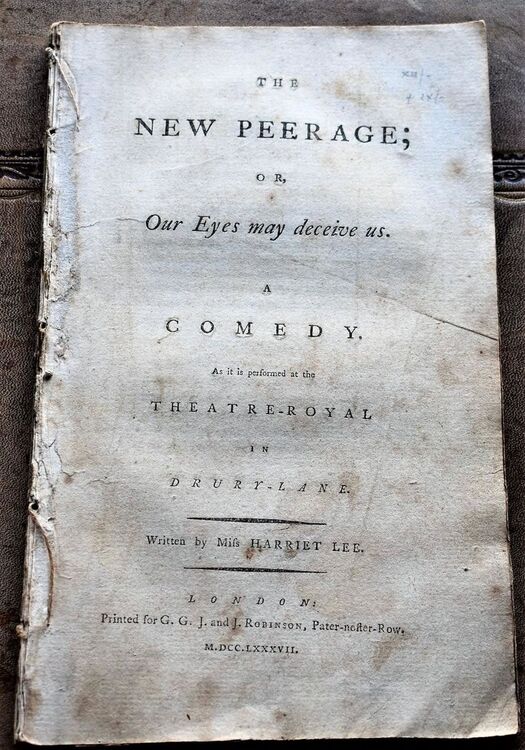 THE
NEW PEERAGE;
OR,
Our Eyes may deceive us.
A
COMEDY.
As it is performed at the
THEATRE-ROYAL
IN
DRURY-LANE.
Written by Miſs HARRIET LEE.
LONDON:
Printed for G. G. J. and J. ROBINSON, Pater-noſter-Row.
M.DCC.LXXXVII.